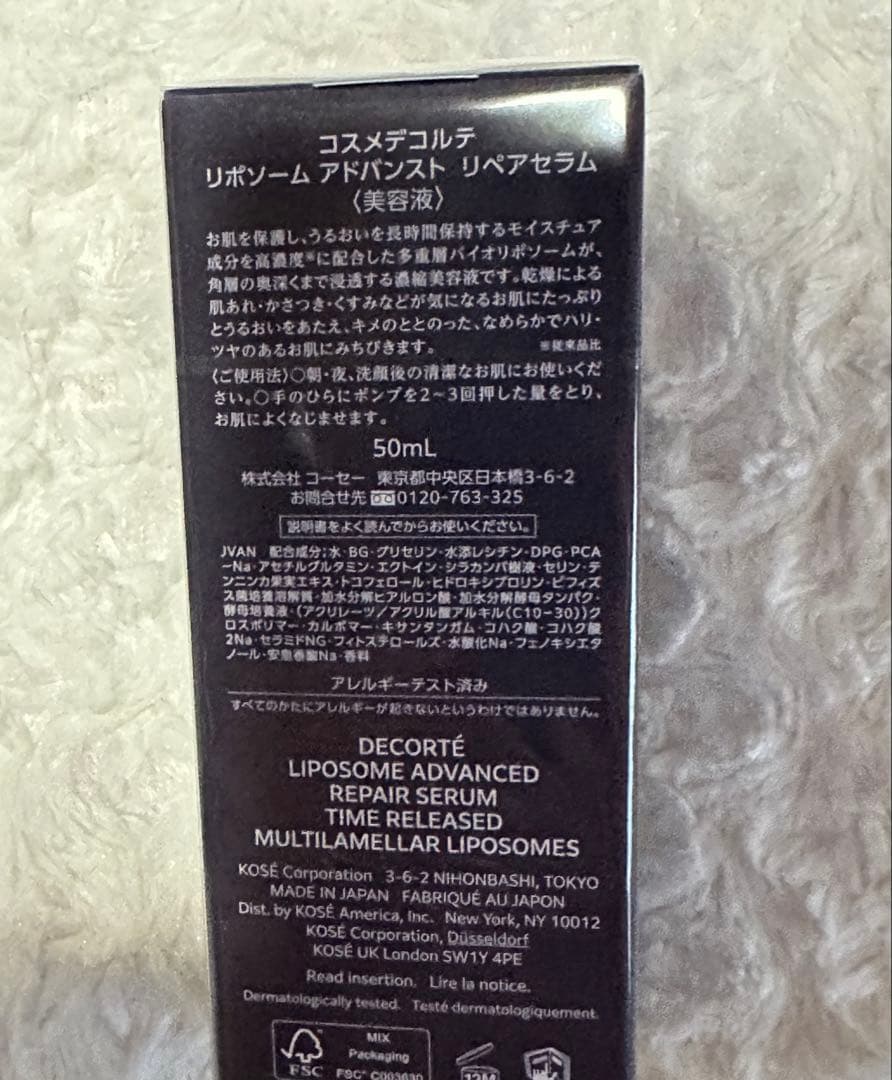 コスメデコルテ
リポソーム アドバンスト リペアセラム
〈美容液〉
お肌を保護し、うるおいを長時間保持するモイスチュア
成分を高濃度※に配合した多重層バイオリポソームが、
角層の奥深くまで浸透する濃縮美容液です。乾燥による
肌あれ・かさつき・くすみなどが気になるお肌にたっぷり
とうるおいをあたえ、キメのととのった、なめらかでハリ・
ツヤのあるお肌にみちびきます。 ※従来品比
〈ご使用法〉○朝・夜、洗顔後の清潔なお肌にお使いくだ
さい。○手のひらにポンプを2～3回押した量をとり、
お肌によくなじませます。
50mL
株式会社 コーセー 東京都中央区日本橋3-6-2
お問合せ先 0120-763-325
説明書をよく読んでからお使いください。
JVAN 配合成分:水・BG・グリセリン・水添レシチン・DPG・PCA
-Na・アセチルグルタミン・エクトイン・シラカンバ樹液・セリン・テ
ンニンカ果実エキス・トコフェロール・ヒドロキシプロリン・ビフィズ
ス菌培養溶解質・加水分解ヒアルロン酸・加水分解酵母タンパク・
酵母培養液・(アクリレーツ/アクリル酸アルキル(C10-30))ク
ロスポリマー・カルボマー・キサンタンガム・コハク酸・コハク酸
2Na・セラミドNG・フィトステロールズ・水酸化Na・フェノキシエタ
ノール・安息香酸Na・香料
アレルギーテスト済み
すべてのかたにアレルギーが起きないというわけではありません。
DECORTÉ
LIPOSOME ADVANCED
REPAIR SERUM
TIME RELEASED
MULTILAMELLAR LIPOSOMES
KOSÉ Corporation 3-6-2 NIHONBASHI, TOKYO
MADE IN JAPAN FABRIQUÉ AU JAPON
Dist. by KOSÉ America, Inc. New York, NY 10012
KOSÉ Corporation, Düsseldorf
KOSÉ UK London SW1Y 4PE
Read insertion. Lire la notice.
Dermatologically tested. Testé dermatologiquement.
MIX
Packaging
FSC
FSC® C003630
12M